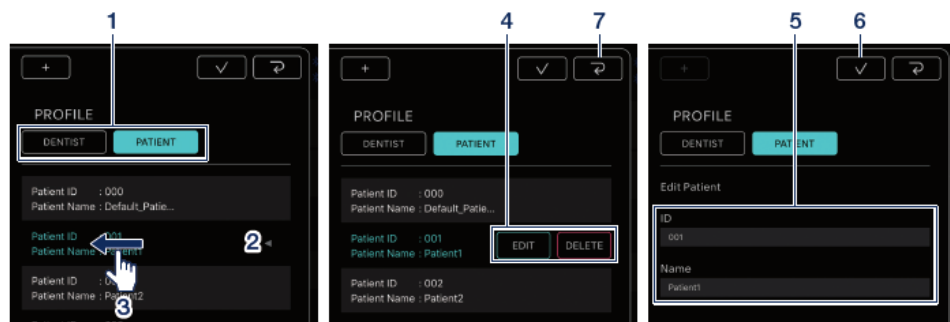 1
4
7
5
6
+
✓
PROFILE
DENTIST PATIENT
Patient ID : 000
Patient Name : Default_Patie...
Patient ID : 001
Patient Name : Patient1
2
Patient ID : 0
Patient Name : Patient2
3
+
✓
PROFILE
DENTIST PATIENT
Patient ID : 000
Patient Name : Default_Patie...
Patient ID : 001
Patient Name : Patient1
EDIT DELETE
Patient ID : 002
Patient Name : Patient2
+
✓
PROFILE
DENTIST PATIENT
Edit Patient
ID
001
Name
Patient1